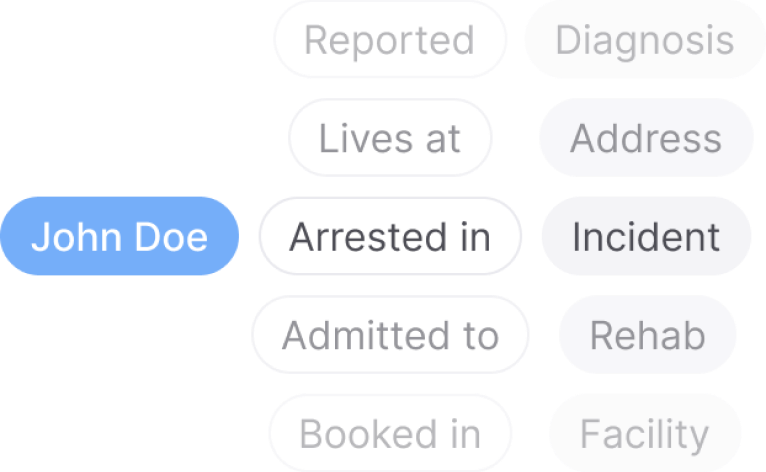 Reported Diagnosis
Lives at Address
John Doe Arrested in Incident
Admitted to Rehab
Booked in Facility